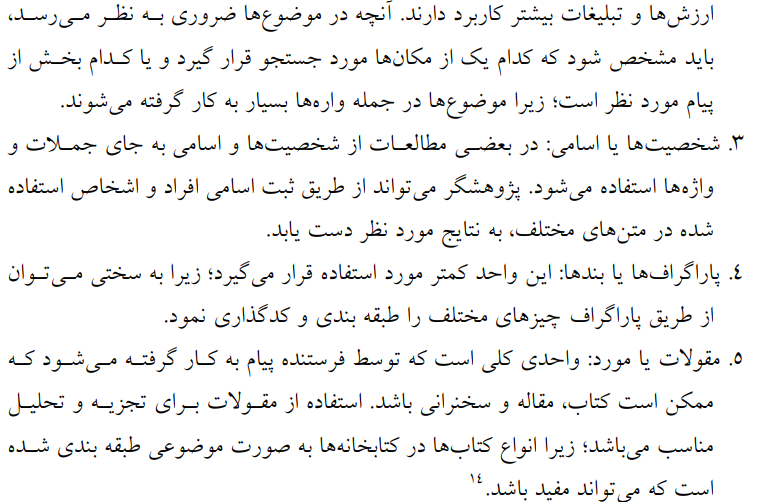 ارزش‌ها و تبلیغات بیشتر کاربرد دارند. آنچه در موضوع‌ها ضروری به نظر می‌رسد،
باید مشخص شود که کدام یک از مکان‌ها مورد جستجو قرار گیرد و یا کدام بخش از
پیام مورد نظر است؛ زیرا موضوع‌ها در جمله واره‌ها بسیار به کار گرفته می‌شوند.
۳. شخصیت‌ها یا اسامی: در بعضی مطالعات از شخصیت‌ها و اسامی به جای جملات و
واژه‌ها استفاده می‌شود. پژوهشگر می‌تواند از طریق ثبت اسامی افراد و اشخاص استفاده
شده در متن‌های مختلف، به نتایج مورد نظر دست یابد.
٤. پاراگراف‌ها یا بندها: این واحد کمتر مورد استفاده قرار می‌گیرد؛ زیرا به سختی می‌توان
از طریق پاراگراف چیزهای مختلف را طبقه بندی و کدگذاری نمود.
٥. مقولات یا مورد: واحدی کلی است که توسط فرستنده پیام به کار گرفته می‌شود که
ممکن است کتاب، مقاله و سخنرانی باشد. استفاده از مقولات برای تجزیه و تحلیل
مناسب می‌باشد؛ زیرا انواع کتاب‌ها در کتابخانه‌ها به صورت موضوعی طبقه بندی شده
است که می‌تواند مفید باشد.١٤